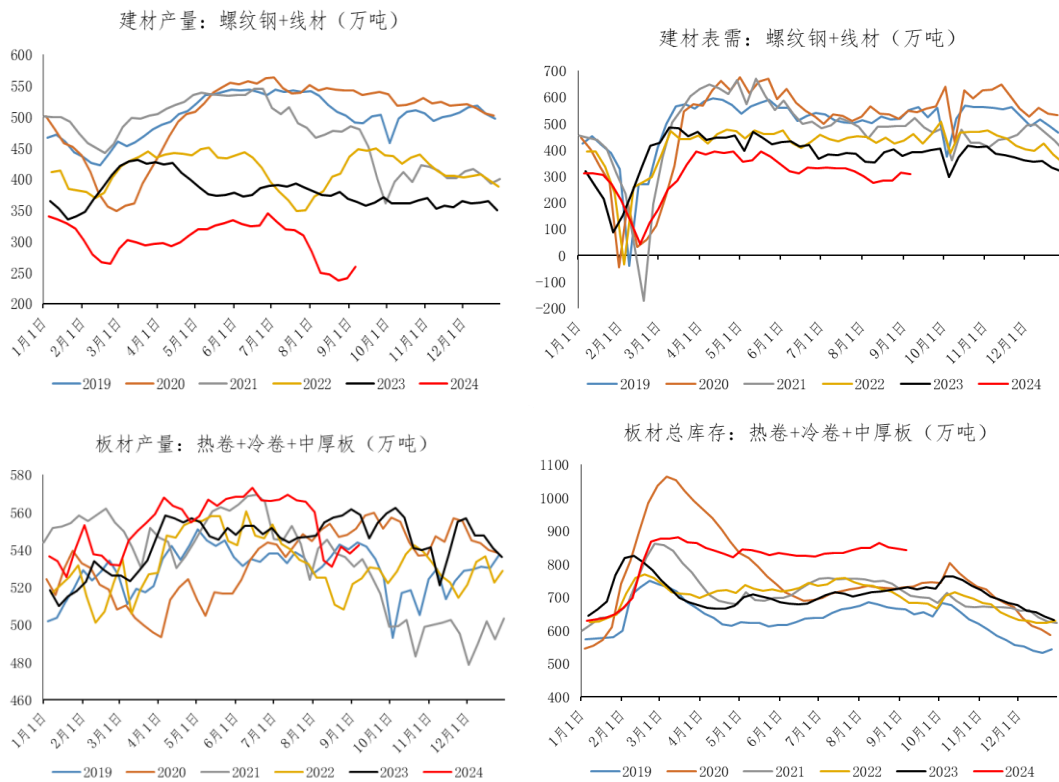 建材产量：螺纹钢+线材（万吨）
600
550
500
450
400
350
300
250
200
1月1日
2月1日
3月1日
4月1日
5月1日
6月1日
7月1日
8月1日
9月1日
10月1日
11月1日
12月1日
2019
2020
2021
2022
2023
2024
建材表需：螺纹钢+线材（万吨）
700
600
500
400
300
200
100
0
-100
-200
1月1日
2月1日
3月1日
4月1日
5月1日
6月1日
7月1日
8月1日
9月1日
10月1日
11月1日
12月1日
2019
2020
2021
2022
2023
2024
板材产量：热卷+冷卷+中厚板（万吨）
580
560
540
520
500
480
460
1月1日
2月1日
3月1日
4月1日
5月1日
6月1日
7月1日
8月1日
9月1日
10月1日
11月1日
12月1日
2019
2020
2021
2022
2023
2024
板材总库存：热卷+冷卷+中厚板（万吨）
1100
1000
900
800
700
600
500
400
1月1日
2月1日
3月1日
4月1日
5月1日
6月1日
7月1日
8月1日
9月1日
10月1日
11月1日
12月1日
2019
2020
2021
2022
2023
2024